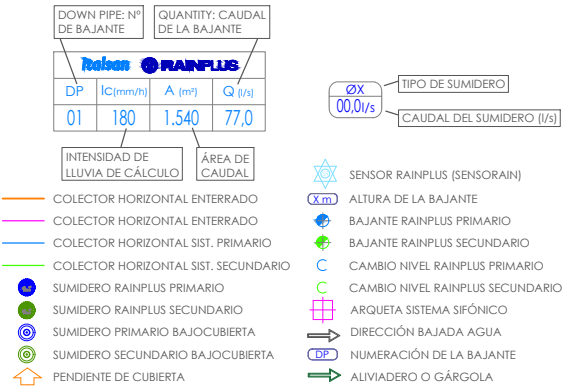 DOWN PIPE: Nº
DE BAJANTE
QUANTITY: CAUDAL
DE LA BAJANTE
Italsan RAINPLUS
DP IC(mm/h) A (m²) Q (l/s)
01 180 1.540 77,0
INTENSIDAD DE
LLUVIA DE CÁLCULO
ÁREA DE
CAUDAL
ØX
00,0l/s
TIPO DE SUMIDERO
CAUDAL DEL SUMIDERO (l/s)
COLECTOR HORIZONTAL ENTERRADO
COLECTOR HORIZONTAL ENTERRADO
COLECTOR HORIZONTAL SIST. PRIMARIO
COLECTOR HORIZONTAL SIST. SECUNDARIO
SUMIDERO RAINPLUS PRIMARIO
SUMIDERO RAINPLUS SECUNDARIO
SUMIDERO PRIMARIO BAJOCUBIERTA
SUMIDERO SECUNDARIO BAJOCUBIERTA
PENDIENTE DE CUBIERTA
SENSOR RAINPLUS (SENSORAIN)
X m ALTURA DE LA BAJANTE
BAJANTE RAINPLUS PRIMARIO
BAJANTE RAINPLUS SECUNDARIO
C CAMBIO NIVEL RAINPLUS PRIMARIO
C CAMBIO NIVEL RAINPLUS SECUNDARIO
ARQUETA SISTEMA SIFÓNICO
DIRECCIÓN BAJADA AGUA
DP NUMERACIÓN DE LA BAJANTE
ALIVIADERO O GÁRGOLA